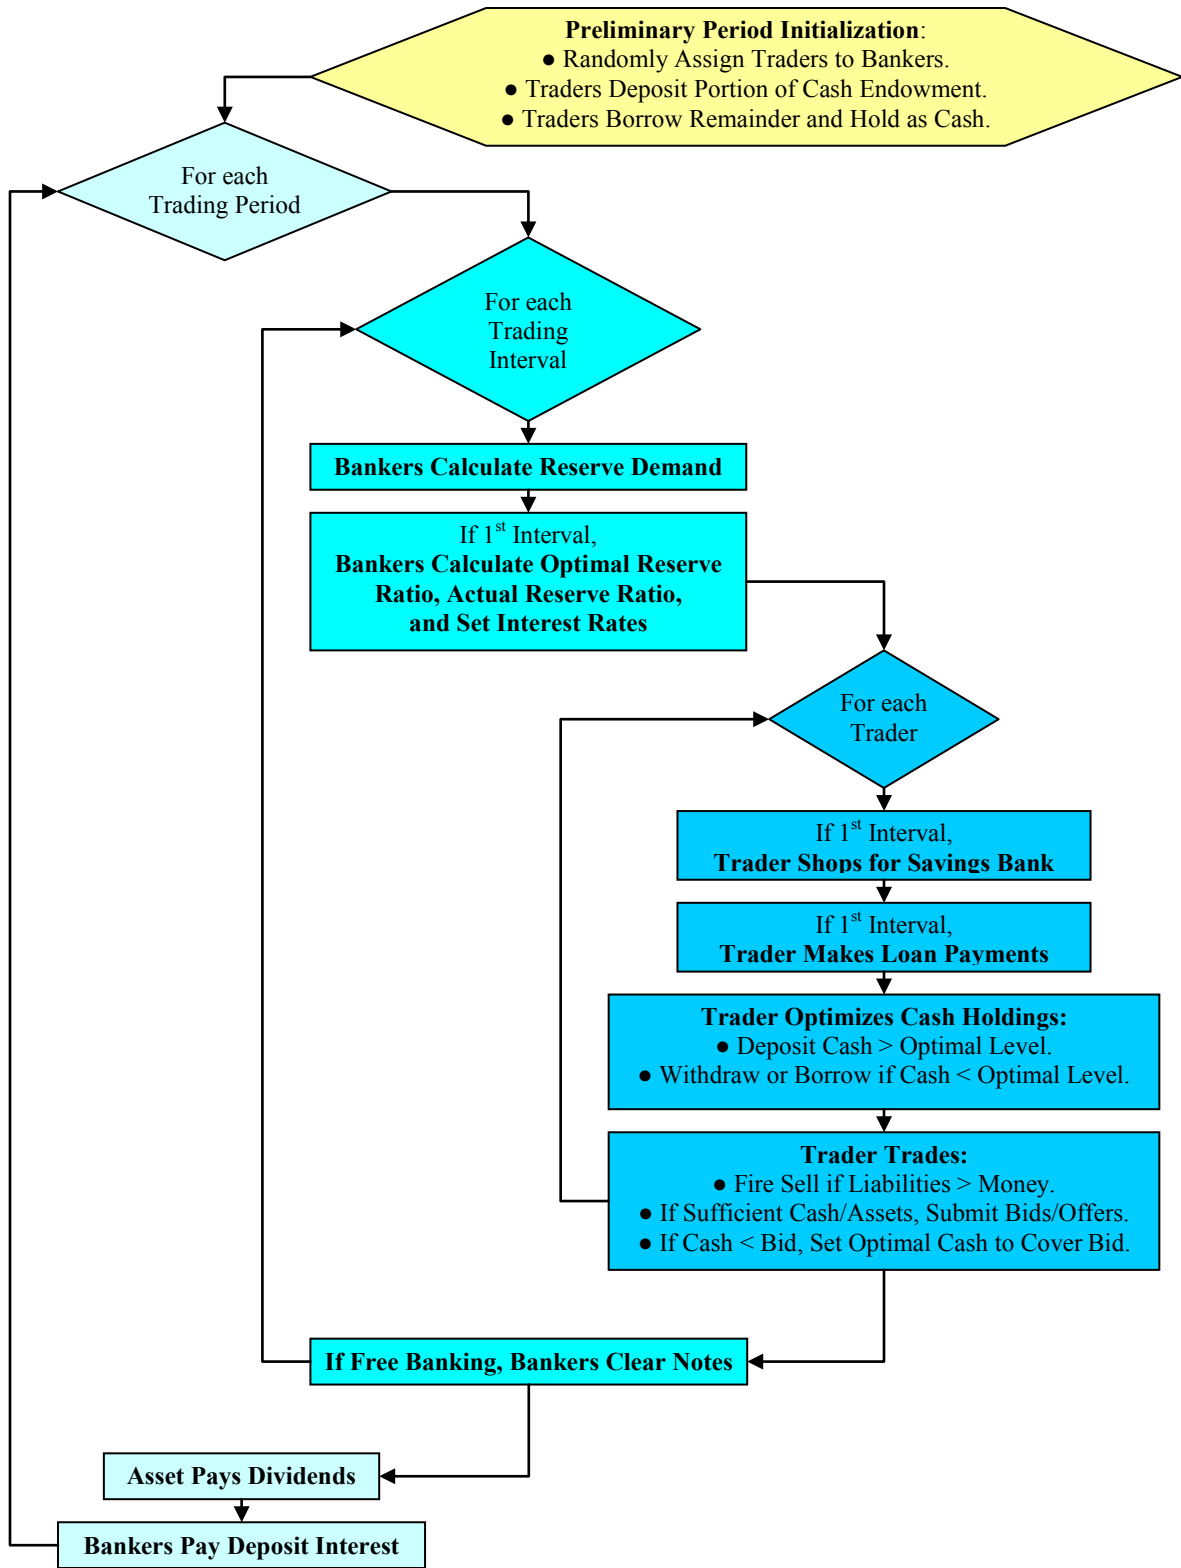 Preliminary Period Initialization:
● Randomly Assign Traders to Bankers.
● Traders Deposit Portion of Cash Endowment.
● Traders Borrow Remainder and Hold as Cash.
For each
Trading Period
For each
Trading
Interval
Bankers Calculate Reserve Demand
If 1st Interval,
Bankers Calculate Optimal Reserve
Ratio, Actual Reserve Ratio,
and Set Interest Rates
For each
Trader
If 1st Interval,
Trader Shops for Savings Bank
If 1st Interval,
Trader Makes Loan Payments
Trader Optimizes Cash Holdings:
● Deposit Cash > Optimal Level.
● Withdraw or Borrow if Cash < Optimal Level.
Trader Trades:
● Fire Sell if Liabilities > Money.
● If Sufficient Cash/Assets, Submit Bids/Offers.
● If Cash < Bid, Set Optimal Cash to Cover Bid.
If Free Banking, Bankers Clear Notes
Asset Pays Dividends
Bankers Pay Deposit Interest